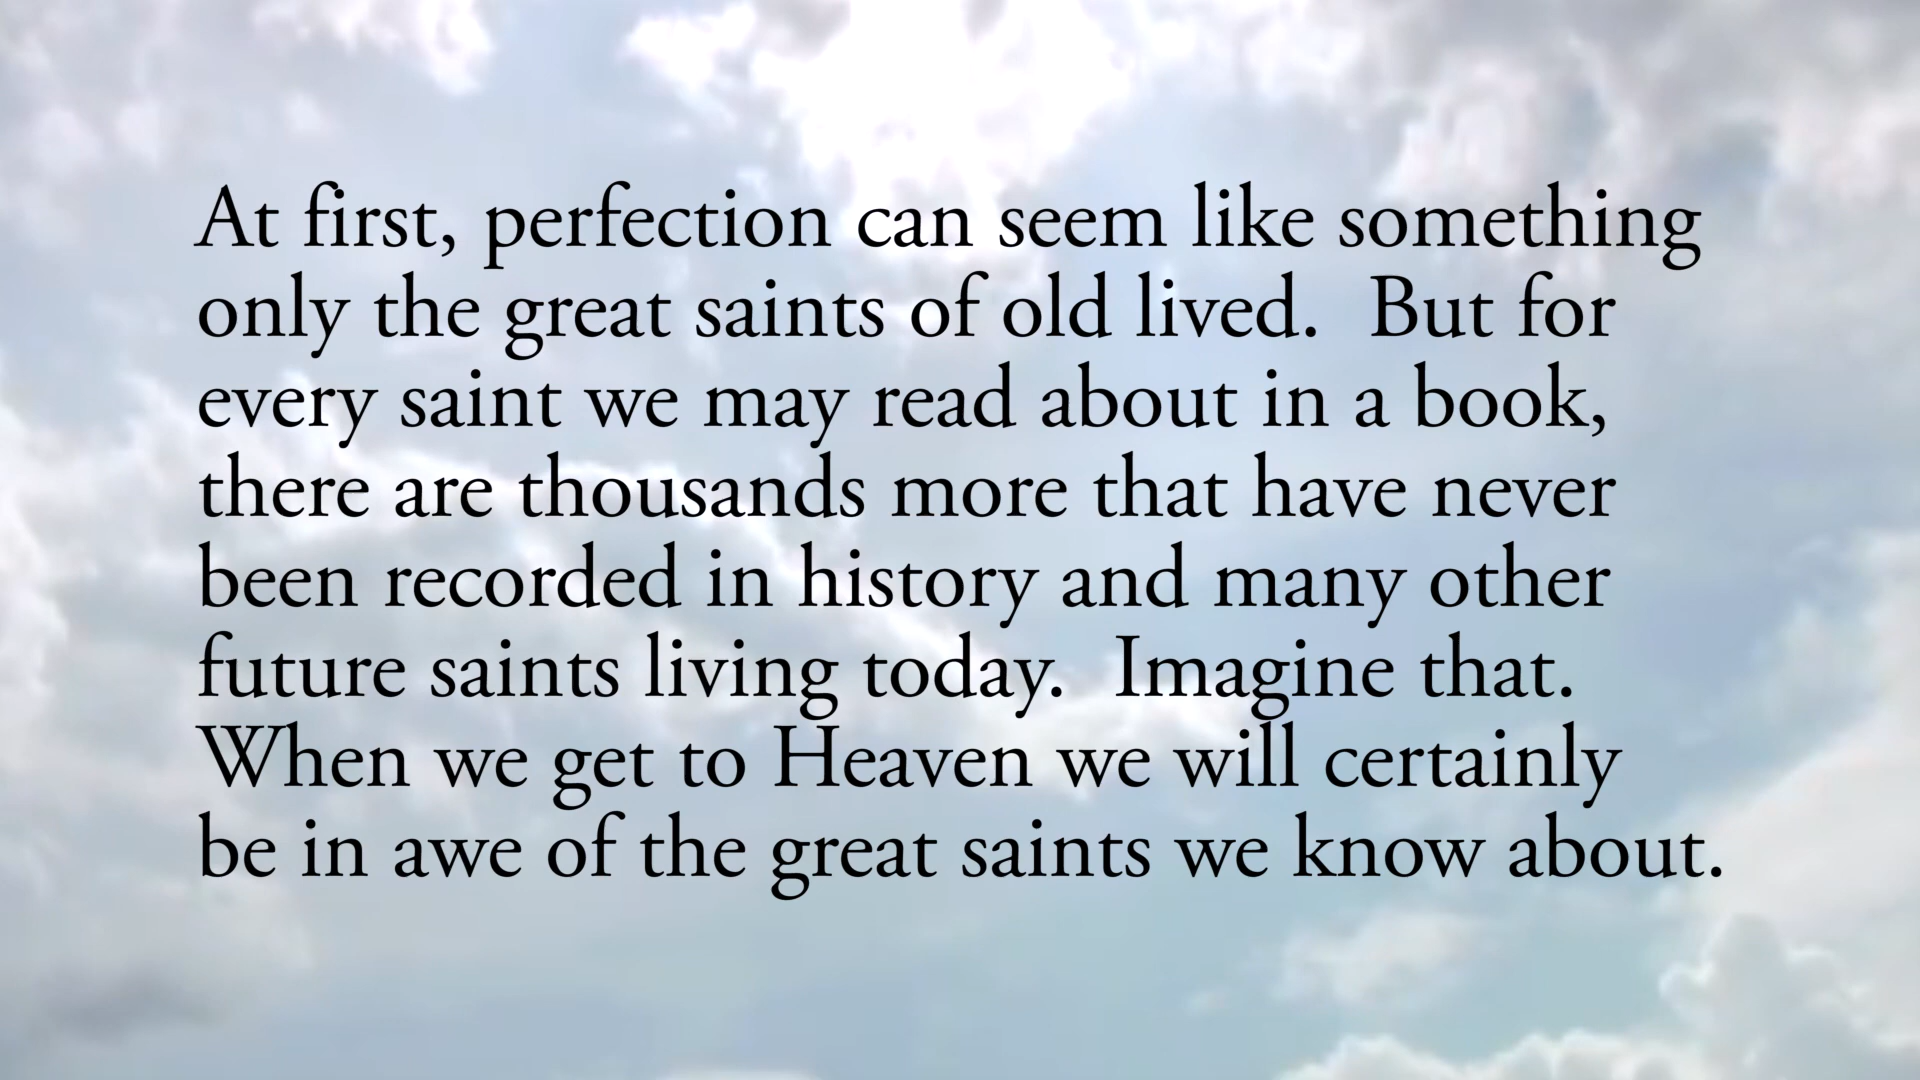 At first, perfection can seem like something
only the great saints of old lived.  But for
every saint we may read about in a book,
there are thousands more that have never
been recorded in history and many other
future saints living today.  Imagine that.
When we get to Heaven we will certainly
be in awe of the great saints we know about.